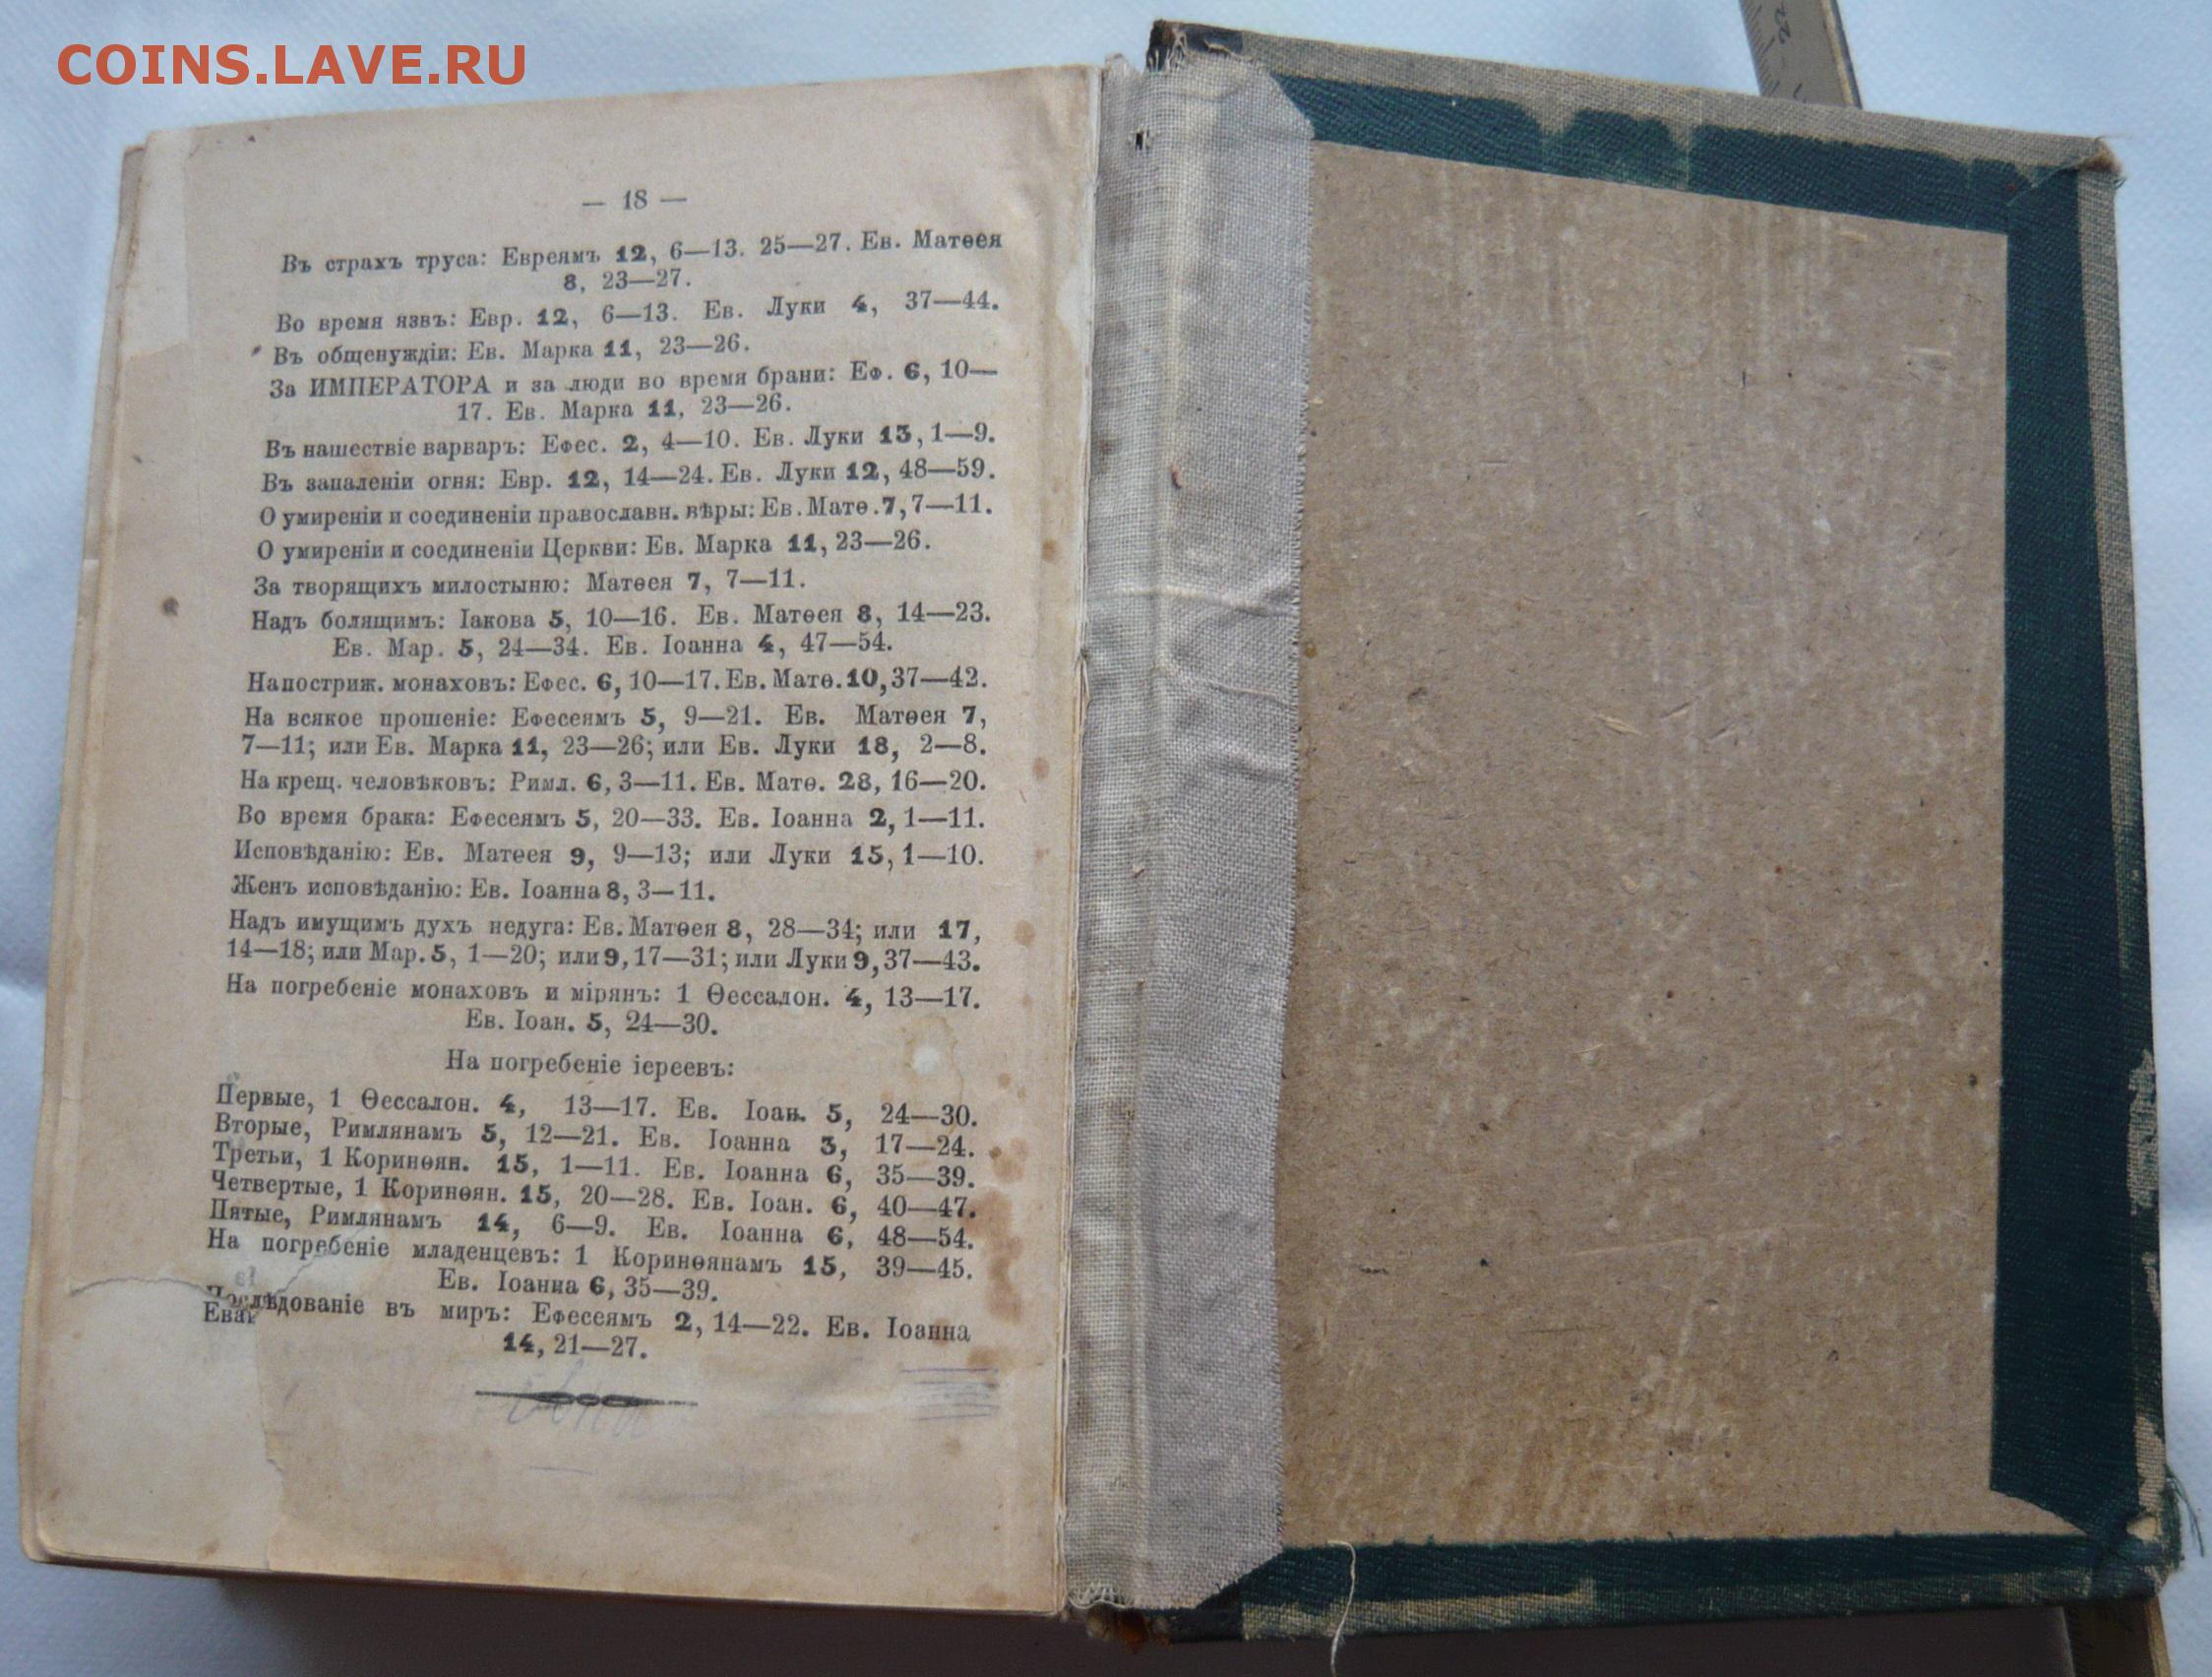 COINS.LAVE.RU
22
— 18 —
Въ страхъ труса: Евреямъ 12, 6—13. 25—27. Ев. Матѳея
8, 23—27.
Во время язвъ: Евр. 12, 6—13. Ев. Луки 4, 37—44.
Въ общенуждіи: Ев. Марка 11, 23—26.
За ИМПЕРАТОРА и за люди во время брани: Еф. 6, 10—
17. Ев. Марка 11, 23—26.
Въ нашествіе варваръ: Ефес. 2, 4—10. Ев. Луки 13, 1—9.
Въ запаленіи огня: Евр. 12, 14—24. Ев. Луки 12, 48—59.
О умиреніи и соединеніи православн. вѣры: Ев. Матѳ. 7, 7—11.
О умиреніи и соединеніи Церкви: Ев. Марка 11, 23—26.
За творящихъ милостыню: Матѳея 7, 7—11.
Надъ болящимъ: Іакова 5, 10—16. Ев. Матѳея 8, 14—23.
Ев. Мар. 5, 24—34. Ев. Іоанна 4, 47—54.
На постриж. монаховъ: Ефес. 6, 10—17. Ев. Матѳ. 10, 37—42.
На всякое прошеніе: Ефесеямъ 5, 9—21. Ев. Матѳея 7,
7—11; или Ев. Марка 11, 23—26; или Ев. Луки 18, 2—8.
На крещ. человѣковъ: Римл. 6, 3—11. Ев. Матѳ. 28, 16—20.
Во время брака: Ефесеямъ 5, 20—33. Ев. Іоанна 2, 1—11.
Исповѣданію: Ев. Матѳея 9, 9—13; или Луки 15, 1—10.
Женъ исповѣданію: Ев. Іоанна 8, 3—11.
Надъ имущимъ духъ недуга: Ев. Матѳея 8, 28—34; или 17,
14—18; или Мар. 5, 1—20; или 9, 17—31; или Луки 9, 37—43.
На погребеніе монаховъ и мірянъ: 1 Ѳессалон. 4, 13—17.
Ев. Іоан. 5, 24—30.
На погребеніе іереевъ:
Первые, 1 Ѳессалон. 4, 13—17. Ев. Іоан. 5, 24—30.
Вторые, Римлянамъ 5, 12—21. Ев. Іоанна 3, 17—24.
Третьи, 1 Коринѳян. 15, 1—11. Ев. Іоанна 6, 35—39.
Четвертые, 1 Коринѳян. 15, 20—28. Ев. Іоан. 6, 40—47.
Пятые, Римлянамъ 14, 6—9. Ев. Іоанна 6, 48—54.
На погребеніе младенцевъ: 1 Коринѳянамъ 15, 39—45.
Ев. Іоанна 6, 35—39.
Послѣдованіе въ миръ: Ефесеямъ 2, 14—22. Ев. Іоанна
14, 21—27.